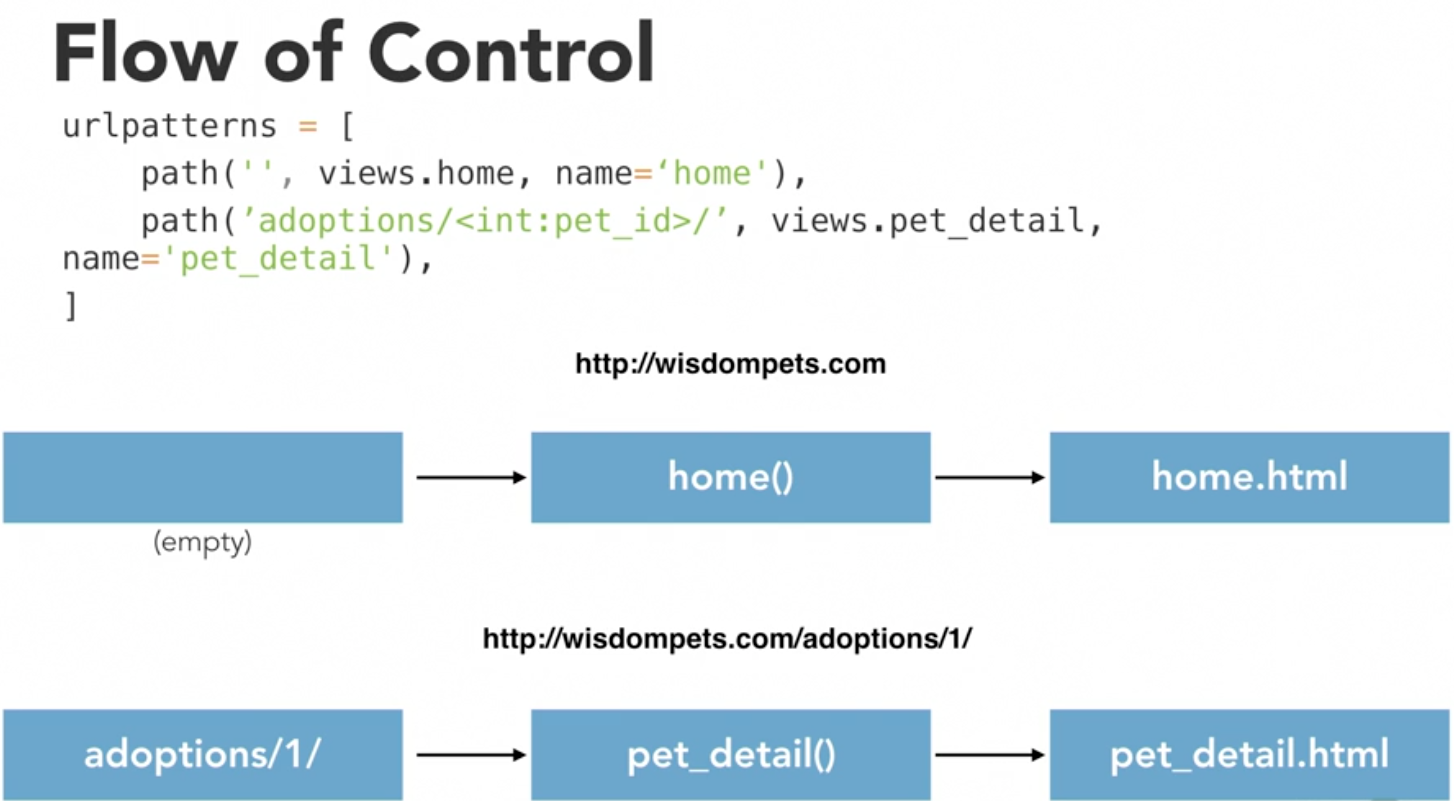 Flow of Control
urlpatterns = [
    path('', views.home, name=‘home'),
    path(’adoptions/<int:pet_id>/’, views.pet_detail,
name='pet_detail'),
]
http://wisdompets.com
home()
home.html
(empty)
http://wisdompets.com/adoptions/1/
adoptions/1/
pet_detail()
pet_detail.html